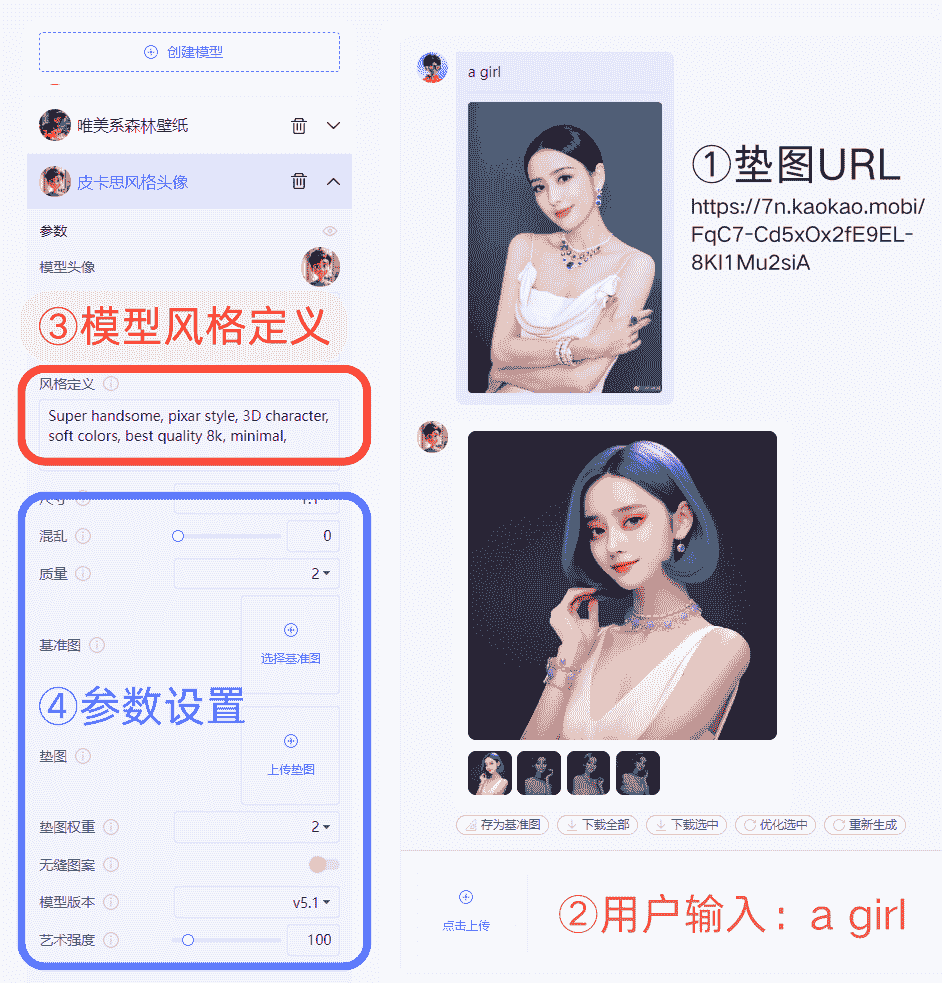 创建模型
唯美系森林壁纸
皮卡思风格头像
参数
模型头像
③模型风格定义
风格定义
Super handsome, pixar style, 3D character,
soft colors, best quality 8k, minimal,
尺寸
1:1
混乱
0
质量
2
基准图
选择基准图
④参数设置
垫图
上传垫图
垫图权重
2
无缝图案
模型版本
v5.1
艺术强度
100
a girl
①垫图URL
https://7n.kaokao.mobi/
FqC7-Cd5xOx2fE9EL-
8KI1Mu2siA
存为基准图
下载全部
下载选中
优化选中
重新生成
点击上传
②用户输入：a girl